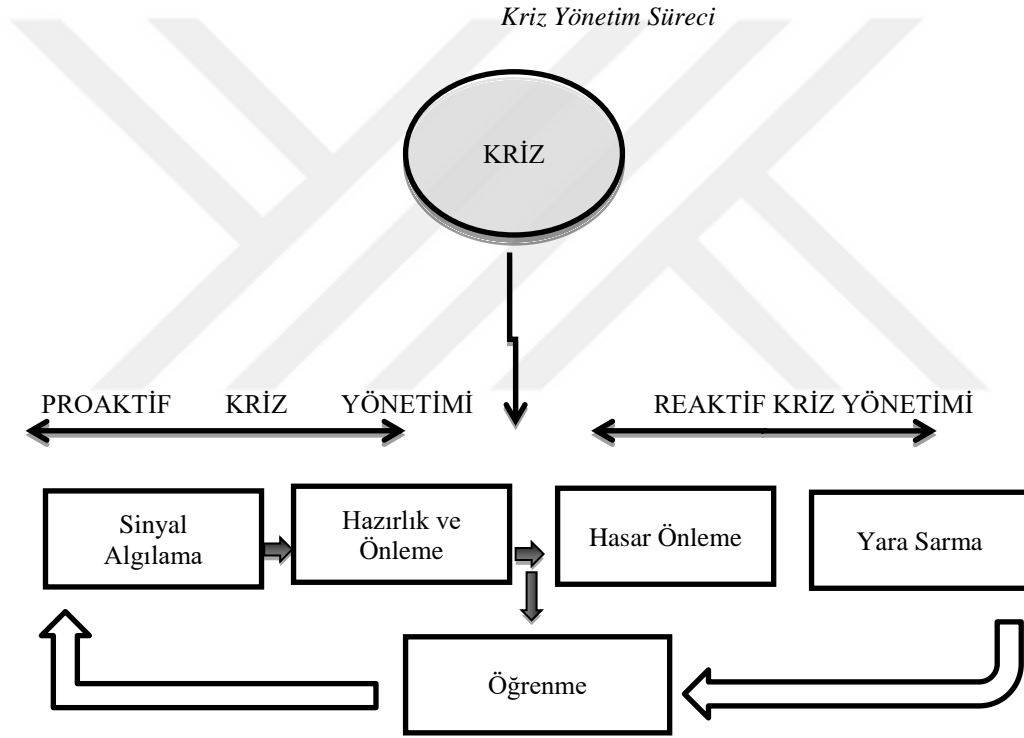 Kriz Yönetim Süreci
KRİZ
PROAKTİF KRİZ YÖNETİMİ
REAKTİF KRİZ YÖNETİMİ
Sinyal
Algılama
Hazırlık ve
Önleme
Hasar Önleme
Yara Sarma
Öğrenme